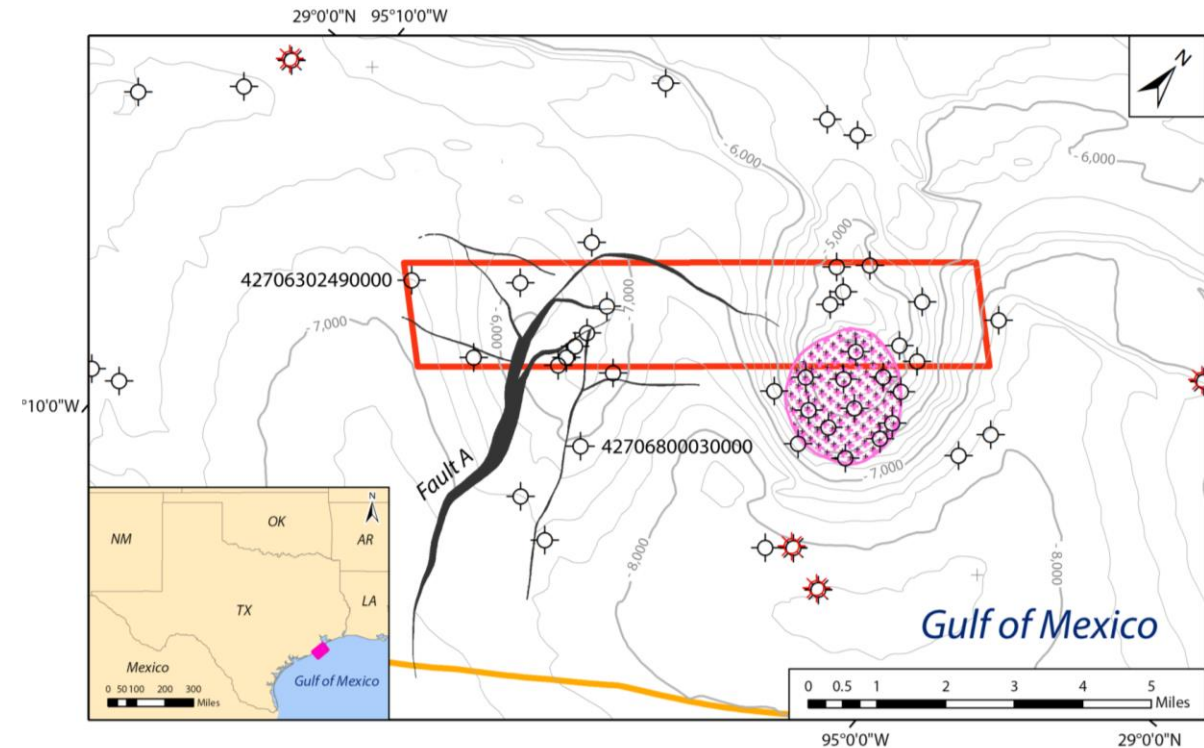 29°0'0"N 95°10'0"W
N
- 6,000
- 6,000
- 5,000
42706302490000
- 7,000
- 6,000
- 7,000
°10'0"W
42706800030000
Fault A
- 7,000
- 8,000
- 8,000
N
NM
OK
AR
TX
LA
Mexico
Gulf of Mexico
0 50 100 200 300
Miles
Gulf of Mexico
0 0.5 1 2 3 4 5
Miles
95°0'0"W 29°0'0"N